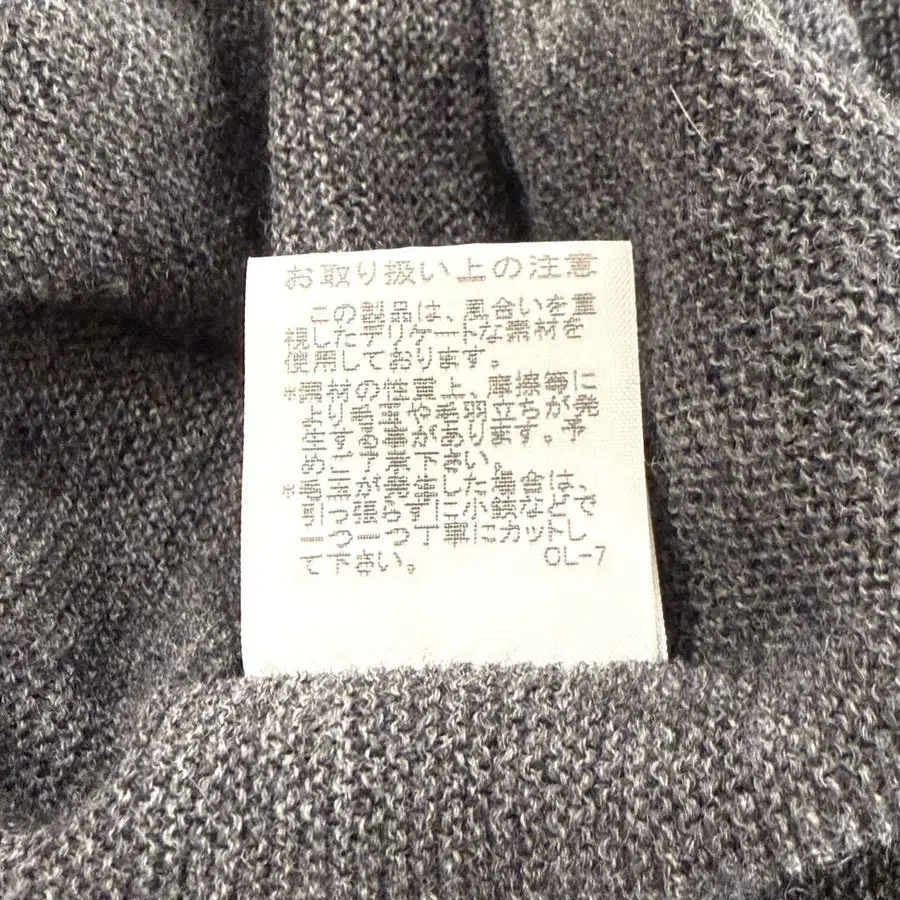 お取り扱い上の注意
この製品は、風合いを重
視したデリケートな素材を
使用しております。
*素材の性質上、摩擦等に
より毛玉や毛羽立ちが発
生する事があります。予
めご了承下さい。
*毛玉が発生した場合は、
引っ張らずに小鋏などで
一つ一つ丁寧にカットし
て下さい。
OL-7